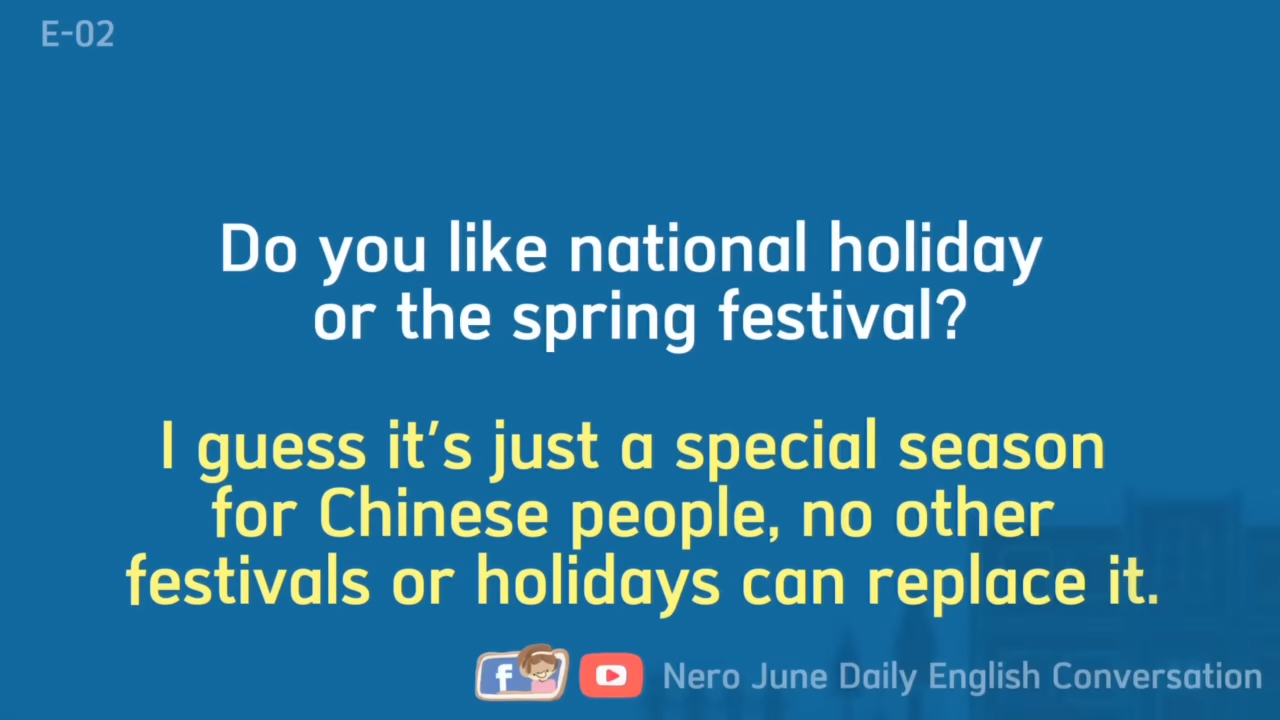 E-02
Do you like national holiday
or the spring festival?
I guess it's just a special season
for Chinese people, no other
festivals or holidays can replace it.
f
Nero June Daily English Conversation